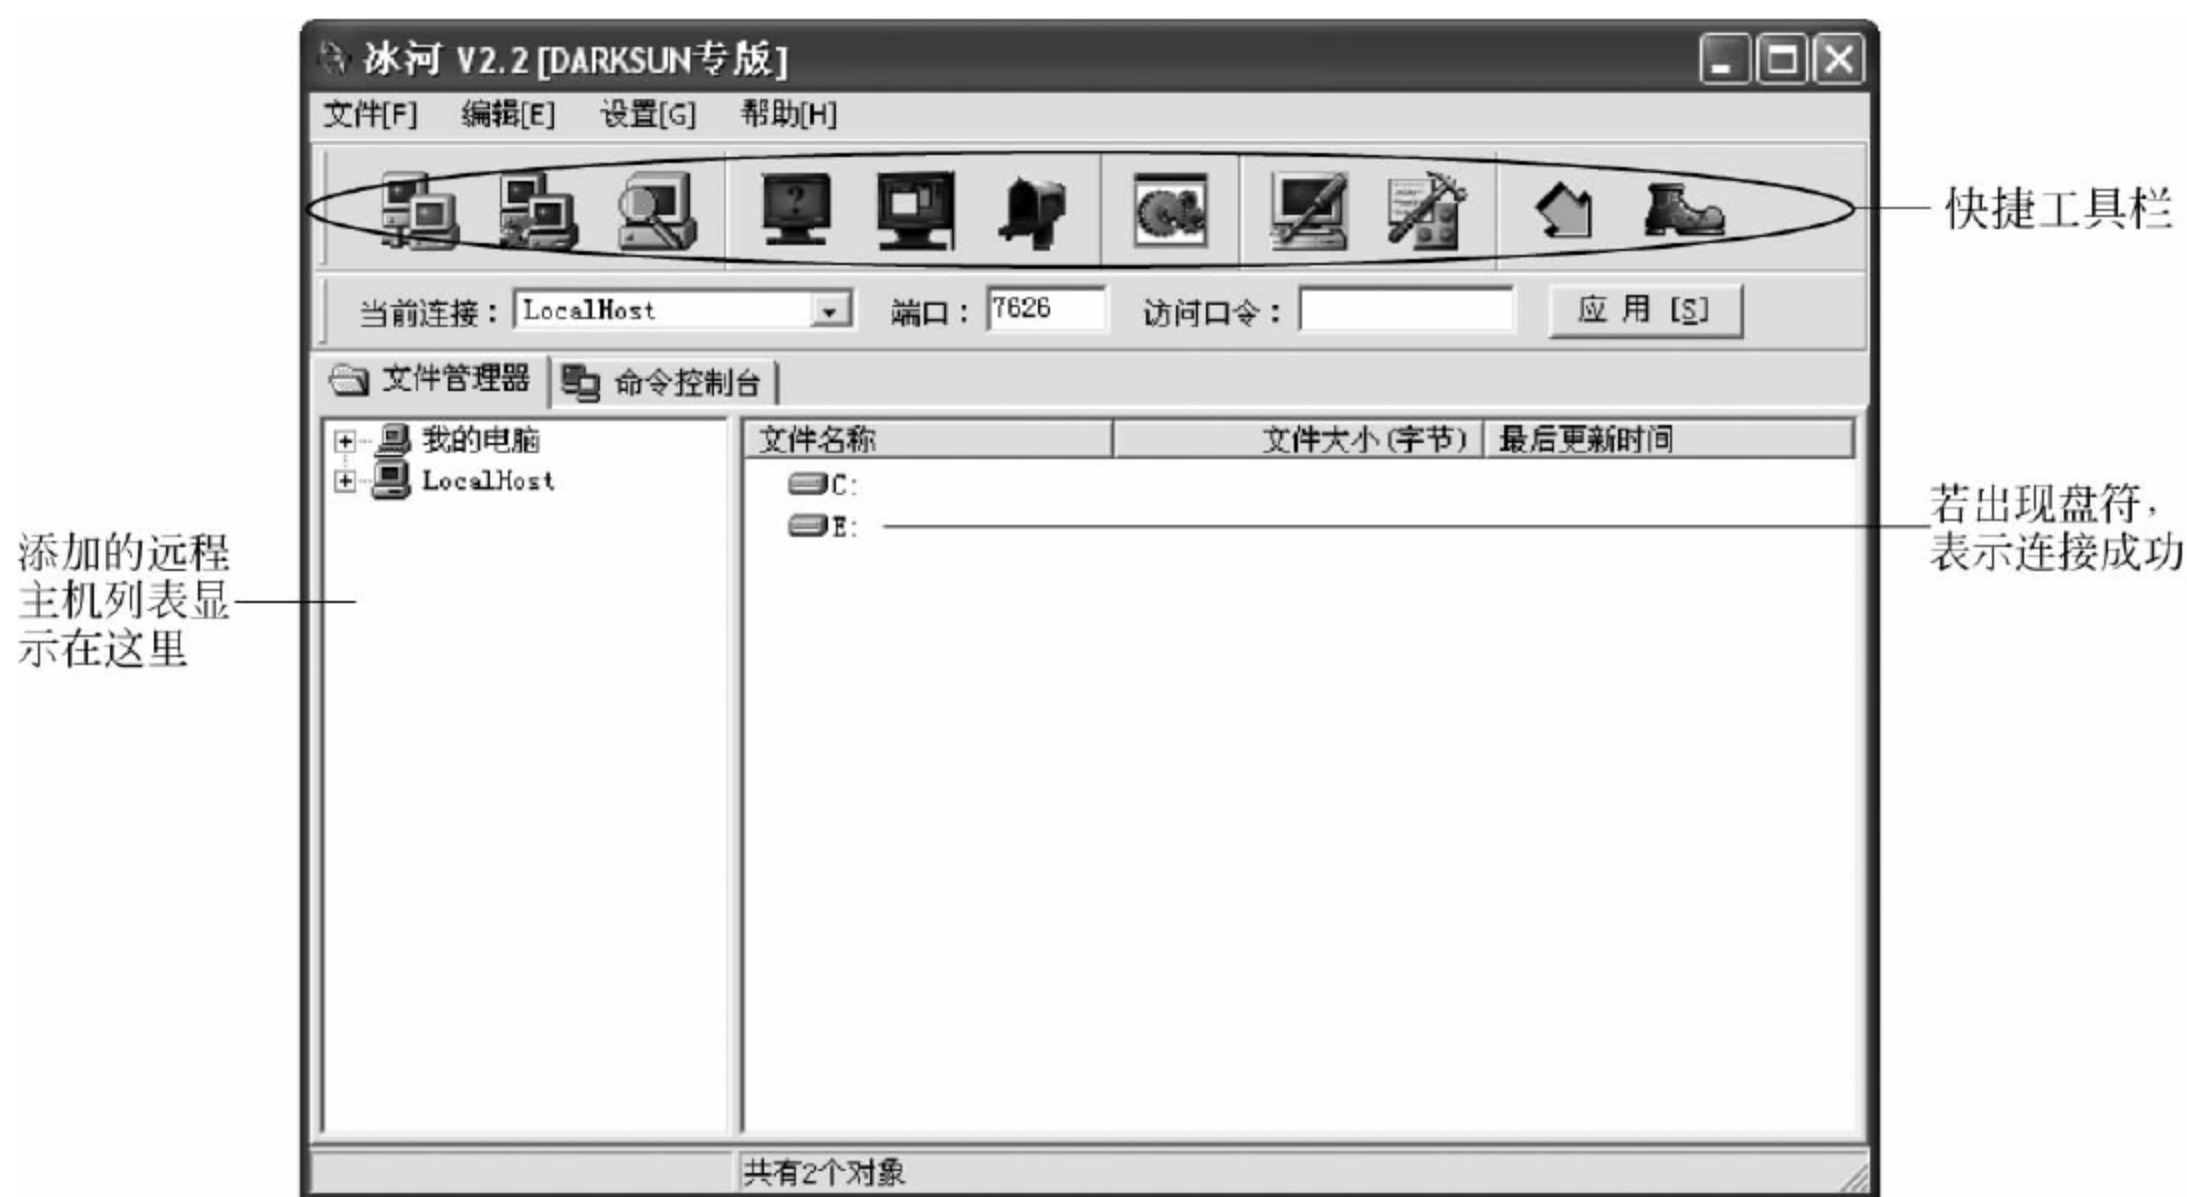 冰河 V2.2 [DARKSUN专版]
文件[F] 编辑[E] 设置[G] 帮助[H]
快捷工具栏
当前连接： LocalHost 端口： 7626 访问口令： 应 用 [S]
文件管理器 命令控制台
我的电脑
LocalHost
文件名称 文件大小(字节) 最后更新时间
C:
E:
若出现盘符，
表示连接成功
添加的远程
主机列表显
示在这里
共有2个对象